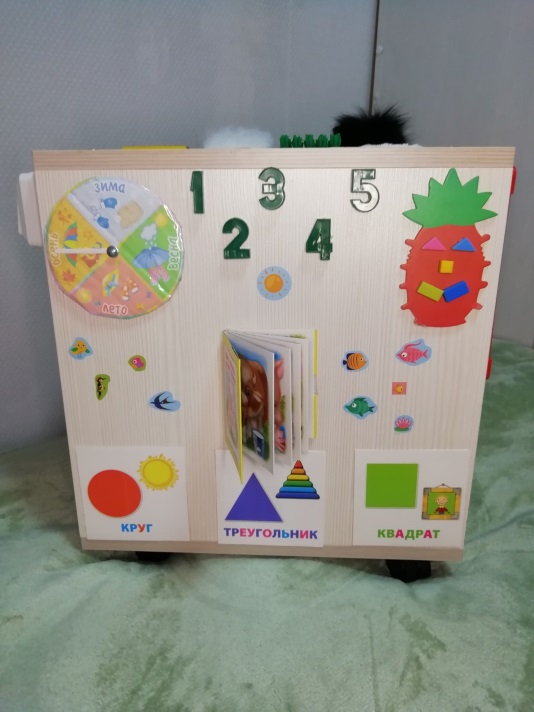 ЗИМА
осень
весна
ЛЕТО
1
3
5
2
4
КРУГ
ТРЕУГОЛЬНИК
КВАДРАТ